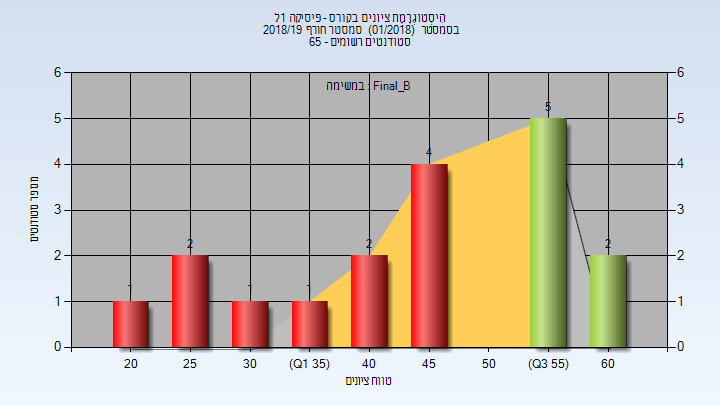 היסטוגרמת ציונים בקורס - פיסיקה 1ל
בסמסטר (01/2018) סמסטר חורף 2018/19
סטודנטים רשומים - 65
במשימה : Final_B
מספר סטודנטים
6 6
5 5 5
4 4 4
3 3
2 2 2 2 2
1 1 1 1 1
0 0
20 25 30 (Q1 35) 40 45 50 (Q3 55) 60
טווח ציונים